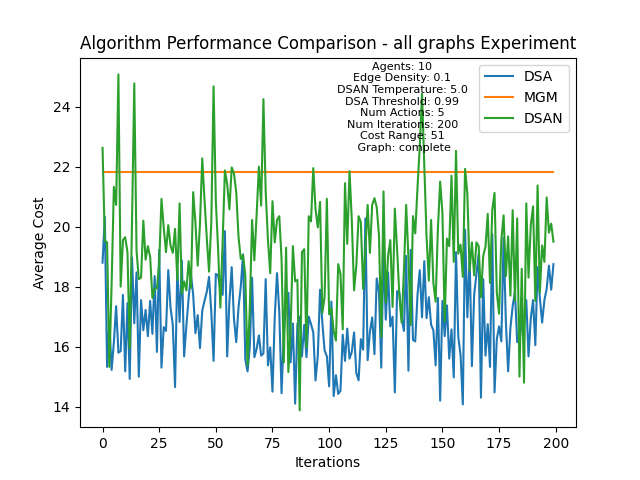 Algorithm Performance Comparison - all graphs Experiment
Agents: 10
Edge Density: 0.1
DSAN Temperature: 5.0
DSA Threshold: 0.99
Num Actions: 5
Num Iterations: 200
Cost Range: 51
Graph: complete
DSA
MGM
DSAN
Average Cost
24
22
20
18
16
14
0
25
50
75
100
125
150
175
200
Iterations